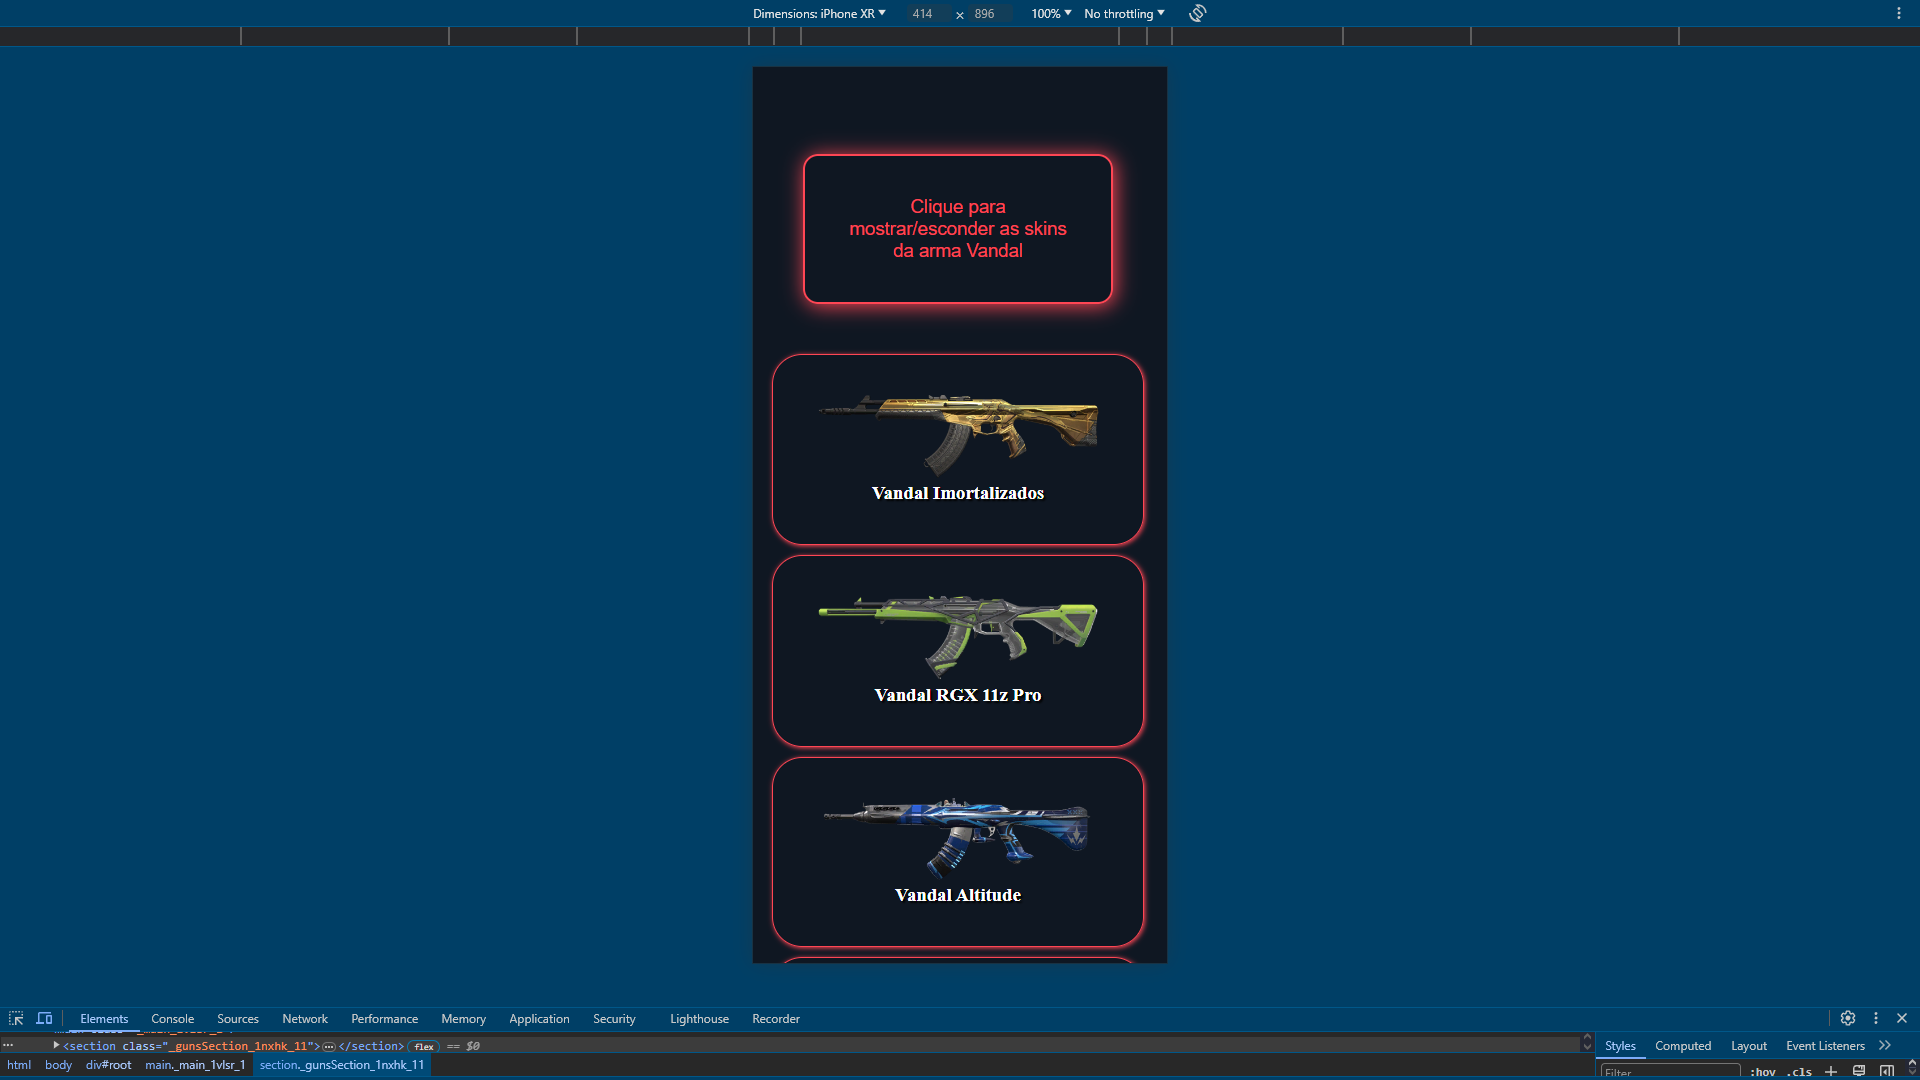 Dimensions: iPhone XR 414 × 896 100% No throttling
Clique para
mostrar/esconder as skins
da arma Vandal
Vandal Imortalizados
Vandal RGX 11z Pro
Vandal Altitude
Elements Console Sources Network Performance Memory Application Security Lighthouse Recorder
<section class="_gunsSection_1nxhk_11">…</section> flex == $0
html body div#root main._main_1vlsr_1 section._gunsSection_1nxhk_11
Styles Computed Layout Event Listeners
Filter :hov .cls